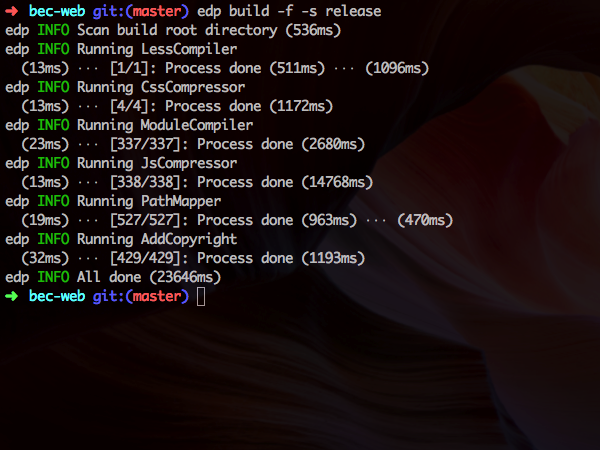 ➜ bec-web git:(master) edp build -f -s release
edp INFO Scan build root directory (536ms)
edp INFO Running LessCompiler
(13ms) ··· [1/1]: Process done (511ms) ··· (1096ms)
edp INFO Running CssCompressor
(13ms) ··· [4/4]: Process done (1172ms)
edp INFO Running ModuleCompiler
(23ms) ··· [337/337]: Process done (2680ms)
edp INFO Running JsCompressor
(13ms) ··· [338/338]: Process done (14768ms)
edp INFO Running PathMapper
(19ms) ··· [527/527]: Process done (963ms) ··· (470ms)
edp INFO Running AddCopyright
(32ms) ··· [429/429]: Process done (1193ms)
edp INFO All done (23646ms)
➜ bec-web git:(master)